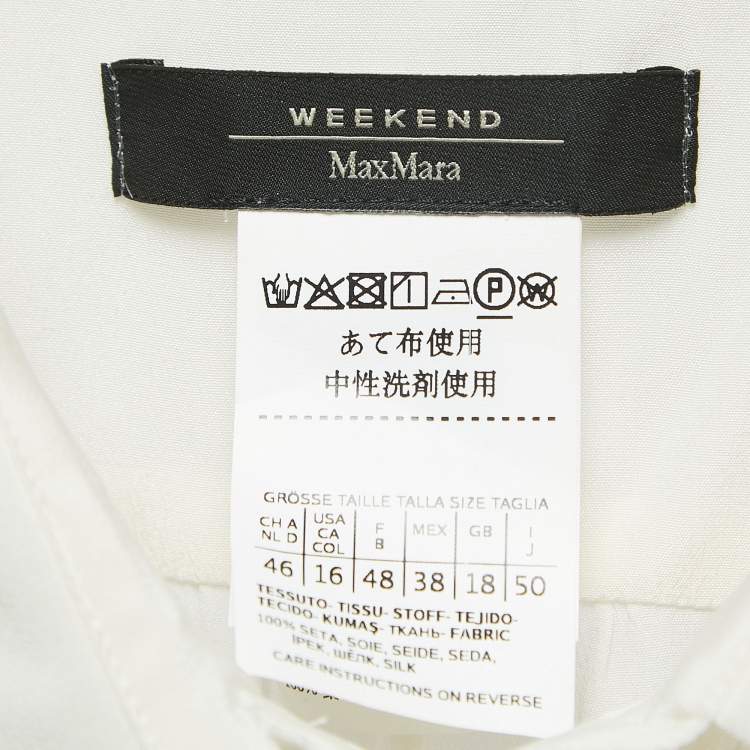 WEEKEND
MaxMara
P W
あて布使用
中性洗剤使用
GRÖSSE TAILLE TALLA SIZE TAGLIA
CH A NL D USA CA COL F B MEX GB I J
46 16 48 38 18 50
TESSUTO- TISSU- STOFF- TEJIDO-
TECIDO- KUMAŞ- ТКАНЬ- FABRIC
100% SETA, SOIE, SEIDE, SEDA,
İPEK, ШЁЛК, SILK
CARE INSTRUCTIONS ON REVERSE